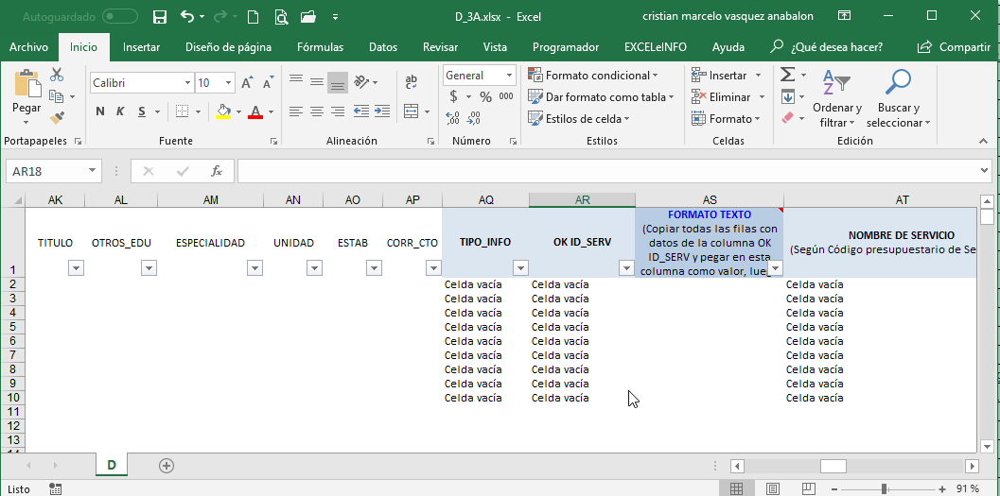 Autoguardado
D_3A.xlsx - Excel
cristian marcelo vasquez anabalon
Archivo Inicio Insertar Diseño de página Fórmulas Datos Revisar Vista Programador EXCELeINFO Ayuda ¿Qué desea hacer? Compartir
Pegar
Portapapeles
Calibri 10
N K S
Fuente
ab
Alineación
General
$ % 000
Número
Formato condicional
Dar formato como tabla
Estilos de celda
Estilos
Insertar
Eliminar
Formato
Celdas
Ordenar y
filtrar
Buscar y
seleccionar
Edición
AR18
fx
AK AL AM AN AO AP AQ AR AS AT
TITULO OTROS_EDU ESPECIALIDAD UNIDAD ESTAB CORR_CTO TIPO_INFO OK ID_SERV
FORMATO TEXTO
(Copiar todas las filas con
datos de la columna OK
ID_SERV y pegar en esta
columna como valor, lueg
NOMBRE DE SERVICIO
(Según Código presupuestario de Se
1
2 Celda vacía Celda vacía Celda vacía
3 Celda vacía Celda vacía Celda vacía
4 Celda vacía Celda vacía Celda vacía
5 Celda vacía Celda vacía Celda vacía
6 Celda vacía Celda vacía Celda vacía
7 Celda vacía Celda vacía Celda vacía
8 Celda vacía Celda vacía Celda vacía
9 Celda vacía Celda vacía Celda vacía
10 Celda vacía Celda vacía Celda vacía
11
12
13
14
D
Listo
91 %